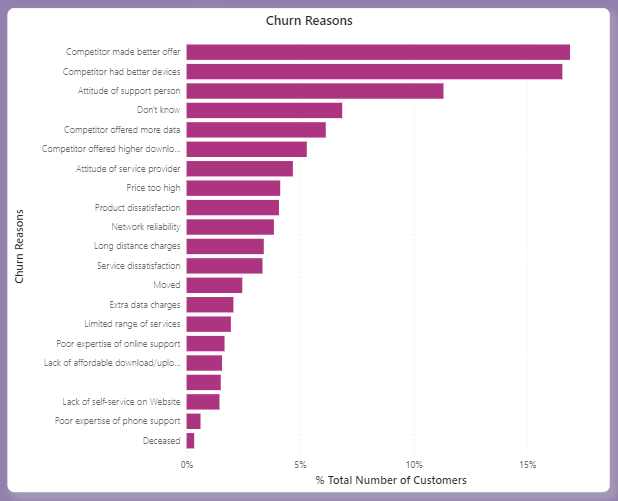 Churn Reasons
Competitor made better offer
Competitor had better devices
Attitude of support person
Don't know
Competitor offered more data
Competitor offered higher downlo...
Attitude of service provider
Price too high
Product dissatisfaction
Network reliability
Long distance charges
Service dissatisfaction
Moved
Extra data charges
Limited range of services
Poor expertise of online support
Lack of affordable download/uplo...
Lack of self-service on Website
Poor expertise of phone support
Deceased
Churn Reasons
0% 5% 10% 15%
% Total Number of Customers